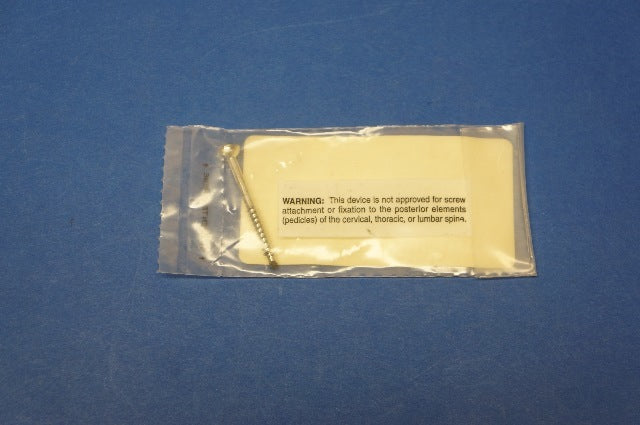 WARNING: This device is not approved for screw
attachment or fixation to the posterior elements
(pedicles) of the cervical, thoracic, or lumbar spine.